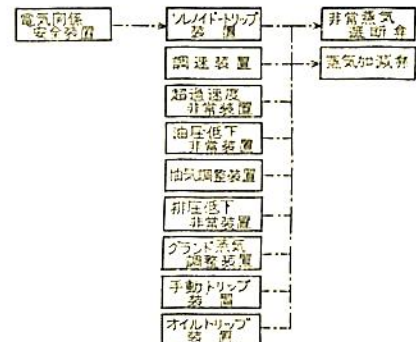 電気関係
安全装置
ソレノイド・トリップ
装置
非常蒸気
遮断弁
調速装置
蒸気加減弁
超過速度
非常装置
油圧低下
非常装置
抽気調整装置
排圧低下
非常装置
グランド蒸気
調整装置
手動トリップ
装置
オイルトリップ
装置